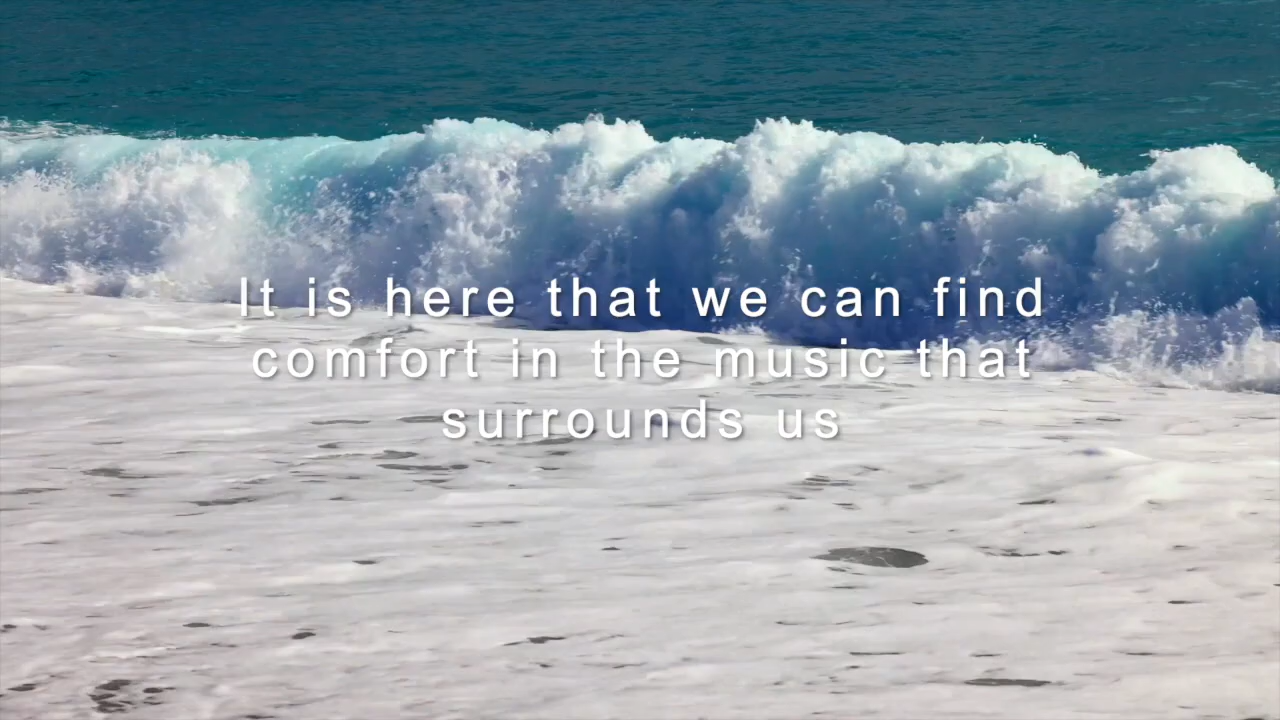 It is here that we can find
comfort in the music that
surrounds us